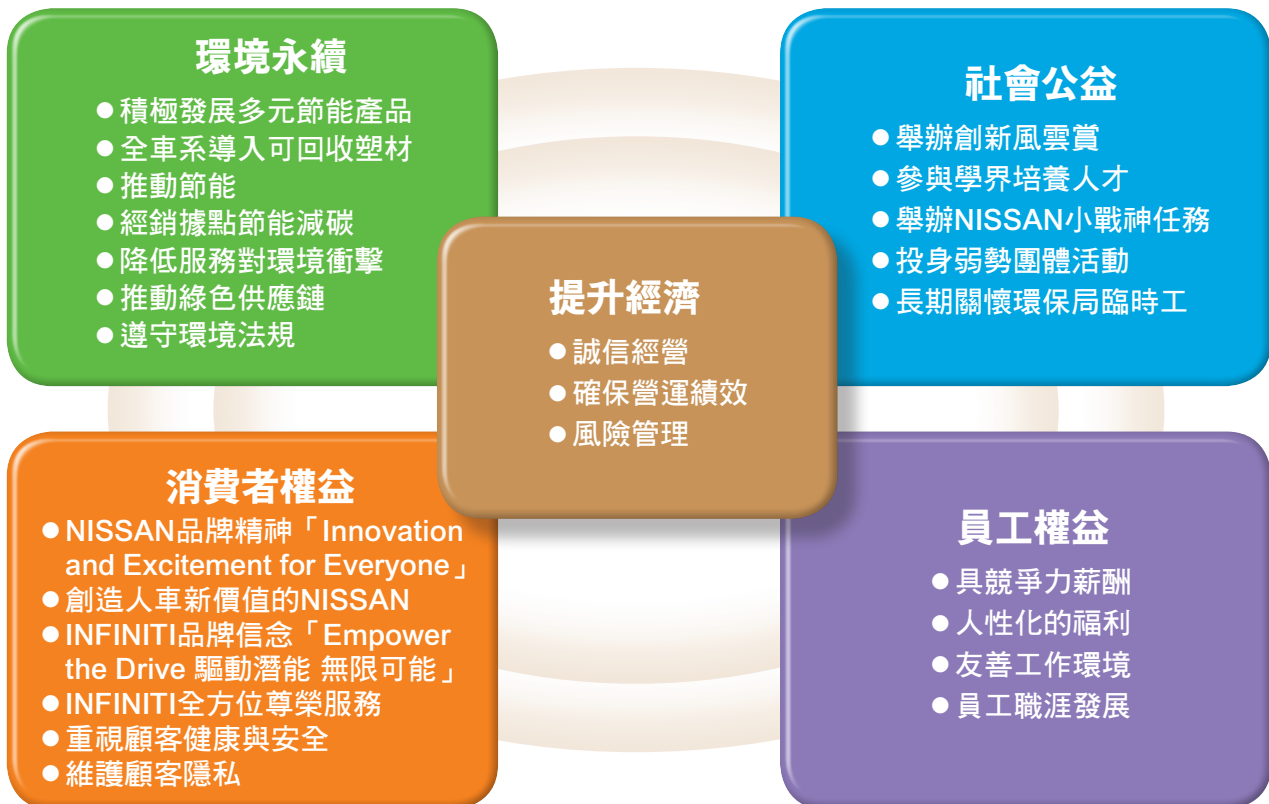 環境永續
●積極發展多元節能產品
●全車系導入可回收塑材
●推動節能
●經銷據點節能減碳
●降低服務對環境衝擊
●推動綠色供應鏈
●遵守環境法規
社會公益
●舉辦創新風雲賞
●參與學界培養人才
●舉辦NISSAN小戰神任務
●投身弱勢團體活動
●長期關懷環保局臨時工
提升經濟
●誠信經營
●確保營運績效
●風險管理
消費者權益
●NISSAN品牌精神「Innovation
and Excitement for Everyone」
●創造人車新價值的NISSAN
●INFINITI品牌信念「Empower
the Drive 驅動潛能 無限可能」
●INFINITI全方位尊榮服務
●重視顧客健康與安全
●維護顧客隱私
員工權益
●具競爭力薪酬
●人性化的福利
●友善工作環境
●員工職涯發展